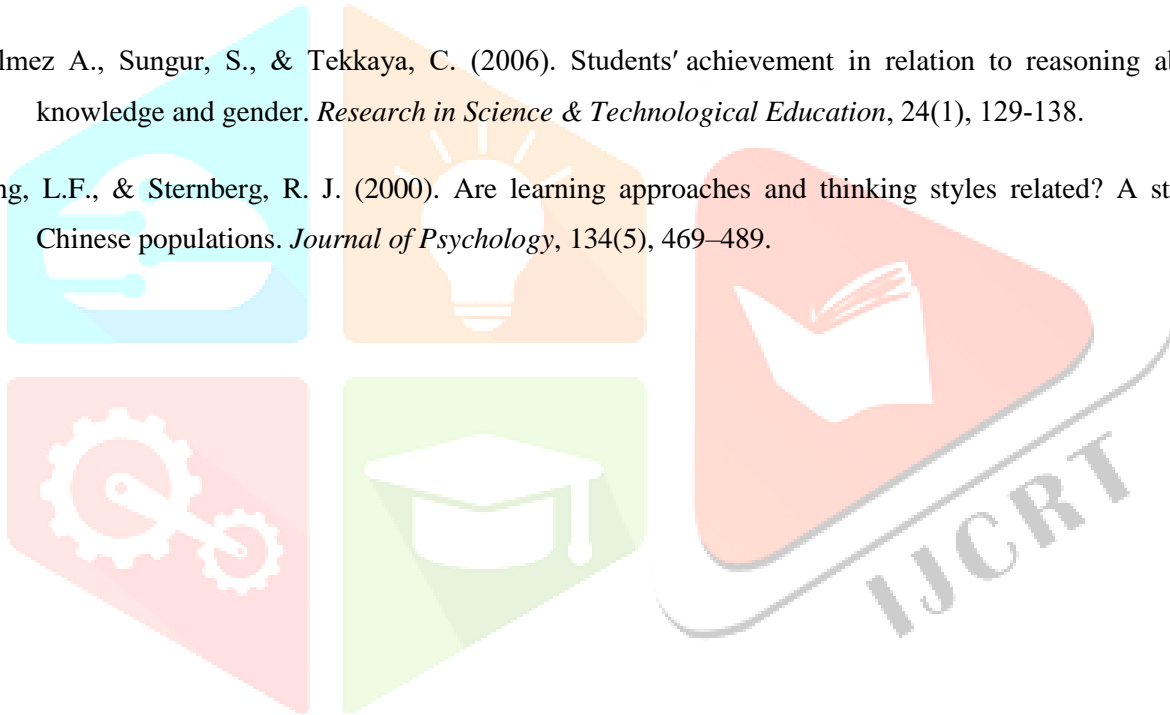 lmez A., Sungur, S., & Tekkaya, C. (2006). Students′ achievement in relation to reasoning ab
knowledge and gender. Research in Science & Technological Education, 24(1), 129-138.
ng, L.F., & Sternberg, R. J. (2000). Are learning approaches and thinking styles related? A st
Chinese populations. Journal of Psychology, 134(5), 469–489.
IJCRT